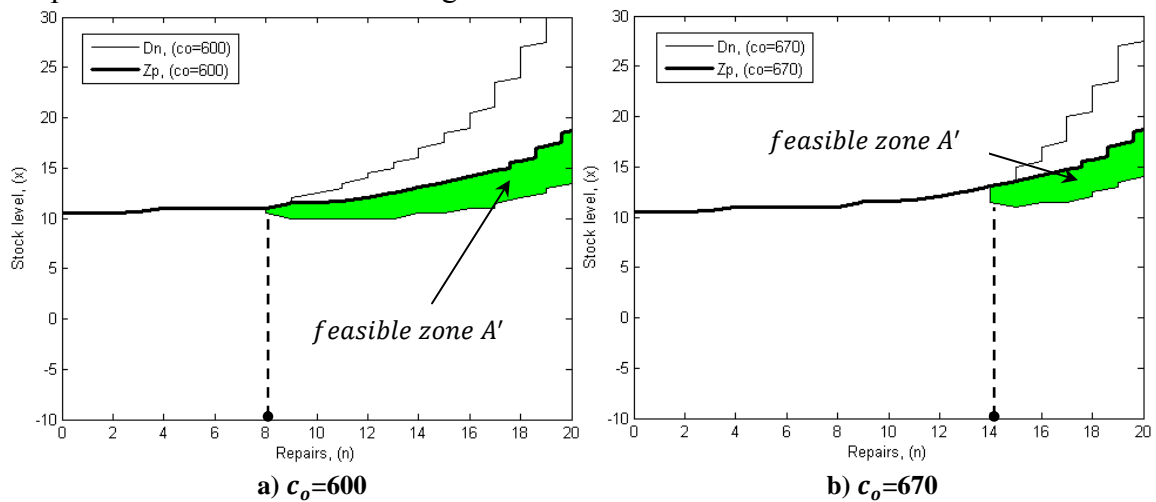 30
25
20
15
10
5
0
-5
-10
Stock level, (x)
Dn, (co=600)
Zp, (co=600)
feasible zone A′
0 2 4 6 8 10 12 14 16 18 20
Repairs, (n)
a) cₒ=600
30
25
20
15
10
5
0
-5
-10
Stock level, (x)
Dn, (co=670)
Zp, (co=670)
feasible zone A′
0 2 4 6 8 10 12 14 16 18 20
Repairs, (n)
b) cₒ=670